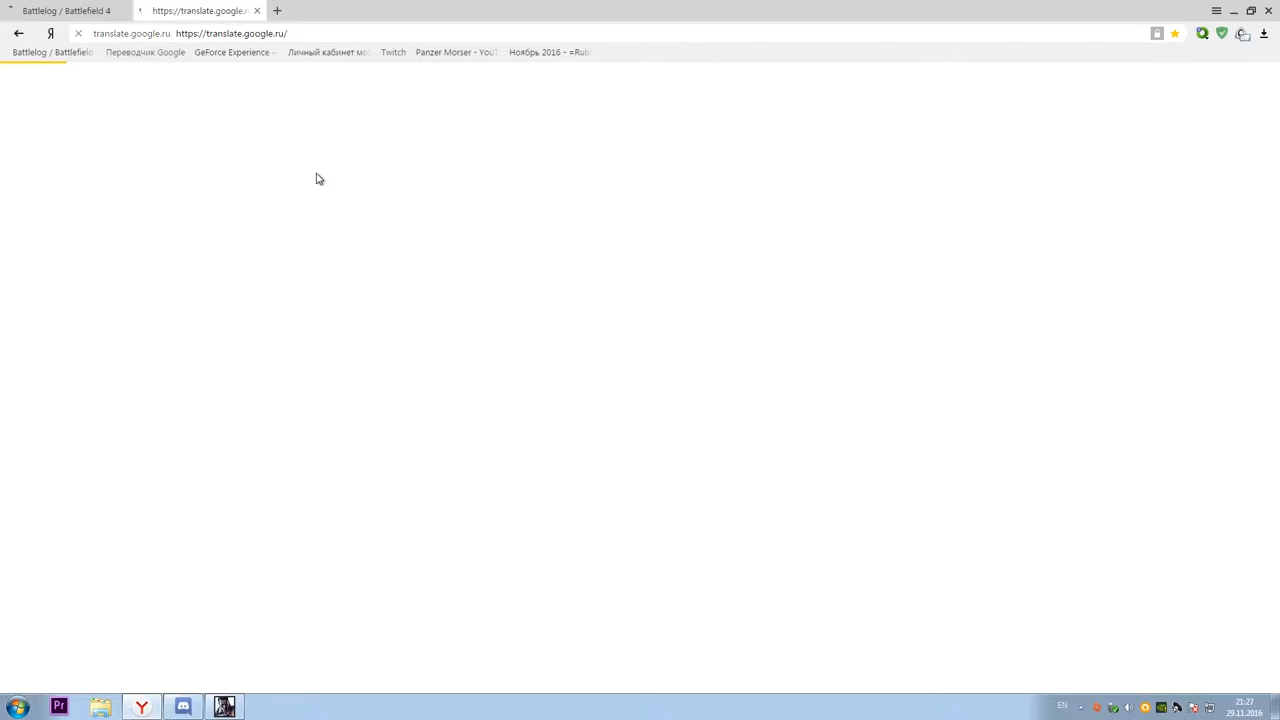 Battlelog / Battlefield 4 https://translate.google.r
Я translate.google.ru https://translate.google.ru/
Battlelog / Battlefield Переводчик Google GeForce Experience – Личный кабинет мо Twitch Panzer Morser - YouT Ноябрь 2016 - =Rub
Pr Y EN 21:27
29.11.2016